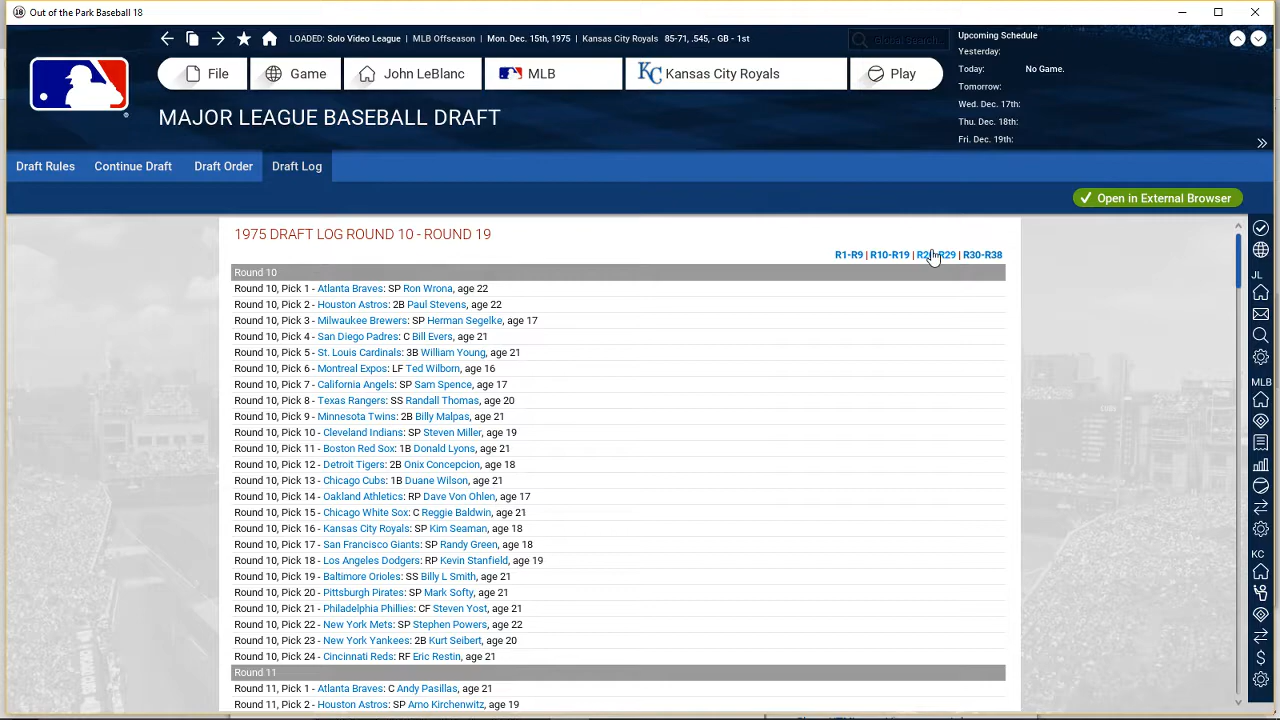 Out of the Park Baseball 18
LOADED: Solo Video League | MLB Offseason | Mon. Dec. 15th, 1975 | Kansas City Royals 85-71, .545, - GB - 1st
Global Search...
Upcoming Schedule
Yesterday:
Today: No Game.
Tomorrow:
Wed. Dec. 17th:
Thu. Dec. 18th:
Fri. Dec. 19th:
File
Game
John LeBlanc
MLB
KC Kansas City Royals
Play
MAJOR LEAGUE BASEBALL DRAFT
Draft Rules
Continue Draft
Draft Order
Draft Log
Open in External Browser
1975 DRAFT LOG ROUND 10 - ROUND 19
R1-R9 | R10-R19 | R20-R29 | R30-R38
Round 10
Round 10, Pick 1 - Atlanta Braves: SP Ron Wrona, age 22
Round 10, Pick 2 - Houston Astros: 2B Paul Stevens, age 22
Round 10, Pick 3 - Milwaukee Brewers: SP Herman Segelke, age 17
Round 10, Pick 4 - San Diego Padres: C Bill Evers, age 21
Round 10, Pick 5 - St. Louis Cardinals: 3B William Young, age 21
Round 10, Pick 6 - Montreal Expos: LF Ted Wilborn, age 16
Round 10, Pick 7 - California Angels: SP Sam Spence, age 17
Round 10, Pick 8 - Texas Rangers: SS Randall Thomas, age 20
Round 10, Pick 9 - Minnesota Twins: 2B Billy Malpas, age 21
Round 10, Pick 10 - Cleveland Indians: SP Steven Miller, age 19
Round 10, Pick 11 - Boston Red Sox: 1B Donald Lyons, age 21
Round 10, Pick 12 - Detroit Tigers: 2B Onix Concepcion, age 18
Round 10, Pick 13 - Chicago Cubs: 1B Duane Wilson, age 21
Round 10, Pick 14 - Oakland Athletics: RP Dave Von Ohlen, age 17
Round 10, Pick 15 - Chicago White Sox: C Reggie Baldwin, age 21
Round 10, Pick 16 - Kansas City Royals: SP Kim Seaman, age 18
Round 10, Pick 17 - San Francisco Giants: SP Randy Green, age 18
Round 10, Pick 18 - Los Angeles Dodgers: RP Kevin Stanfield, age 19
Round 10, Pick 19 - Baltimore Orioles: SS Billy L Smith, age 21
Round 10, Pick 20 - Pittsburgh Pirates: SP Mark Softy, age 21
Round 10, Pick 21 - Philadelphia Phillies: CF Steven Yost, age 21
Round 10, Pick 22 - New York Mets: SP Stephen Powers, age 22
Round 10, Pick 23 - New York Yankees: 2B Kurt Seibert, age 20
Round 10, Pick 24 - Cincinnati Reds: RF Eric Restin, age 21
Round 11
Round 11, Pick 1 - Atlanta Braves: C Andy Pasillas, age 21
Round 11, Pick 2 - Houston Astros: SP Amo Kirchenwitz, age 19
JL
MLB
KC